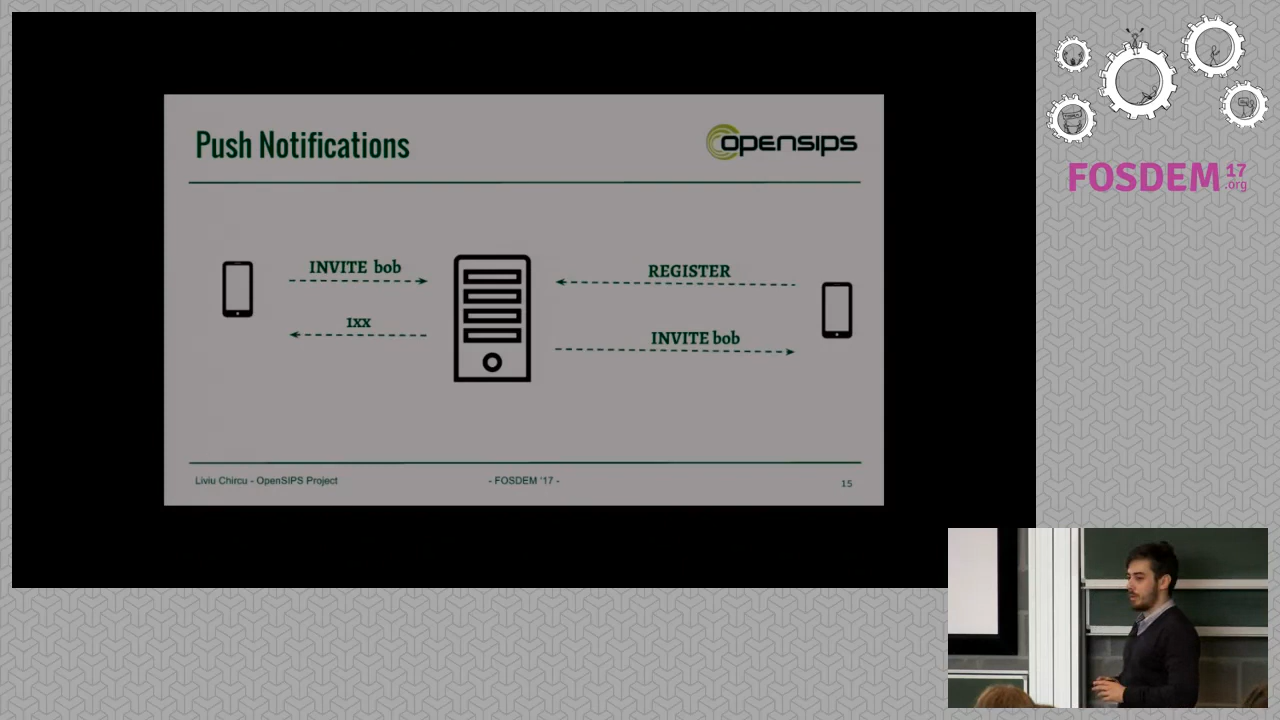 Push Notifications
opensips
INVITE bob
REGISTER
1xx
INVITE bob
Liviu Chircu - OpenSIPS Project
- FOSDEM '17 -
15
FOSDEM 17
.org